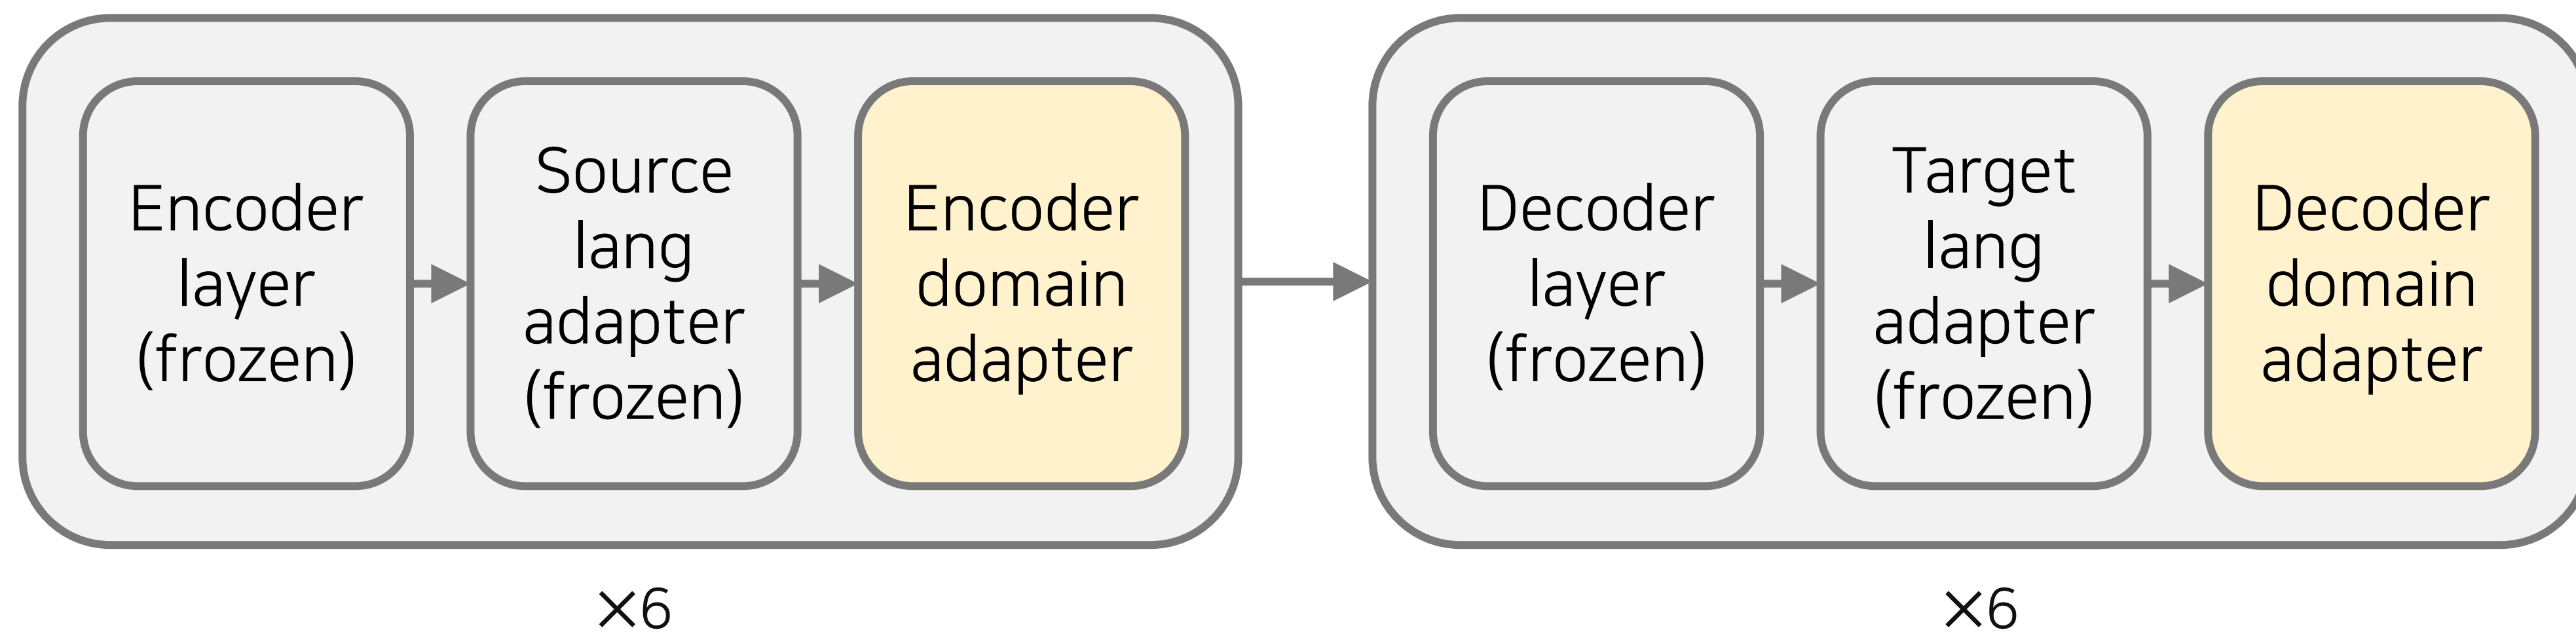 Encoder
layer
(frozen)
Source
lang
adapter
(frozen)
Encoder
domain
adapter
×6
Decoder
layer
(frozen)
Target
lang
adapter
(frozen)
Decoder
domain
adapter
×6